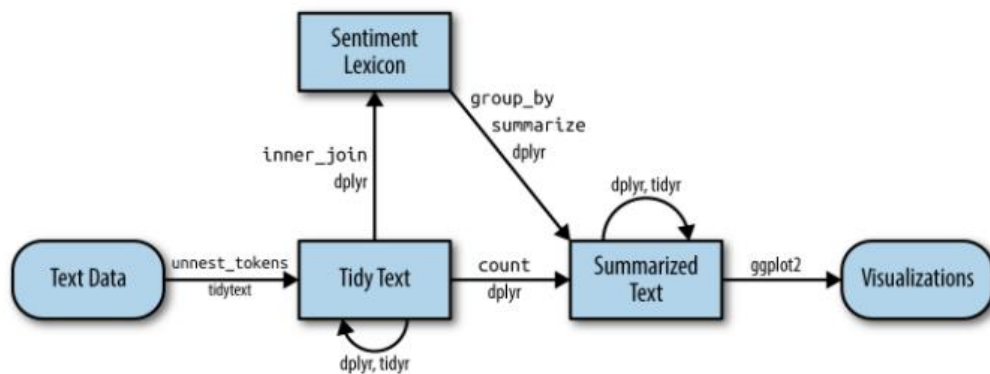 Sentiment
Lexicon
group_by
summarize
dplyr
inner_join
dplyr
dplyr, tidyr
Text Data
unnest_tokens
tidytext
Tidy Text
count
dplyr
Summarized
Text
ggplot2
Visualizations
dplyr, tidyr